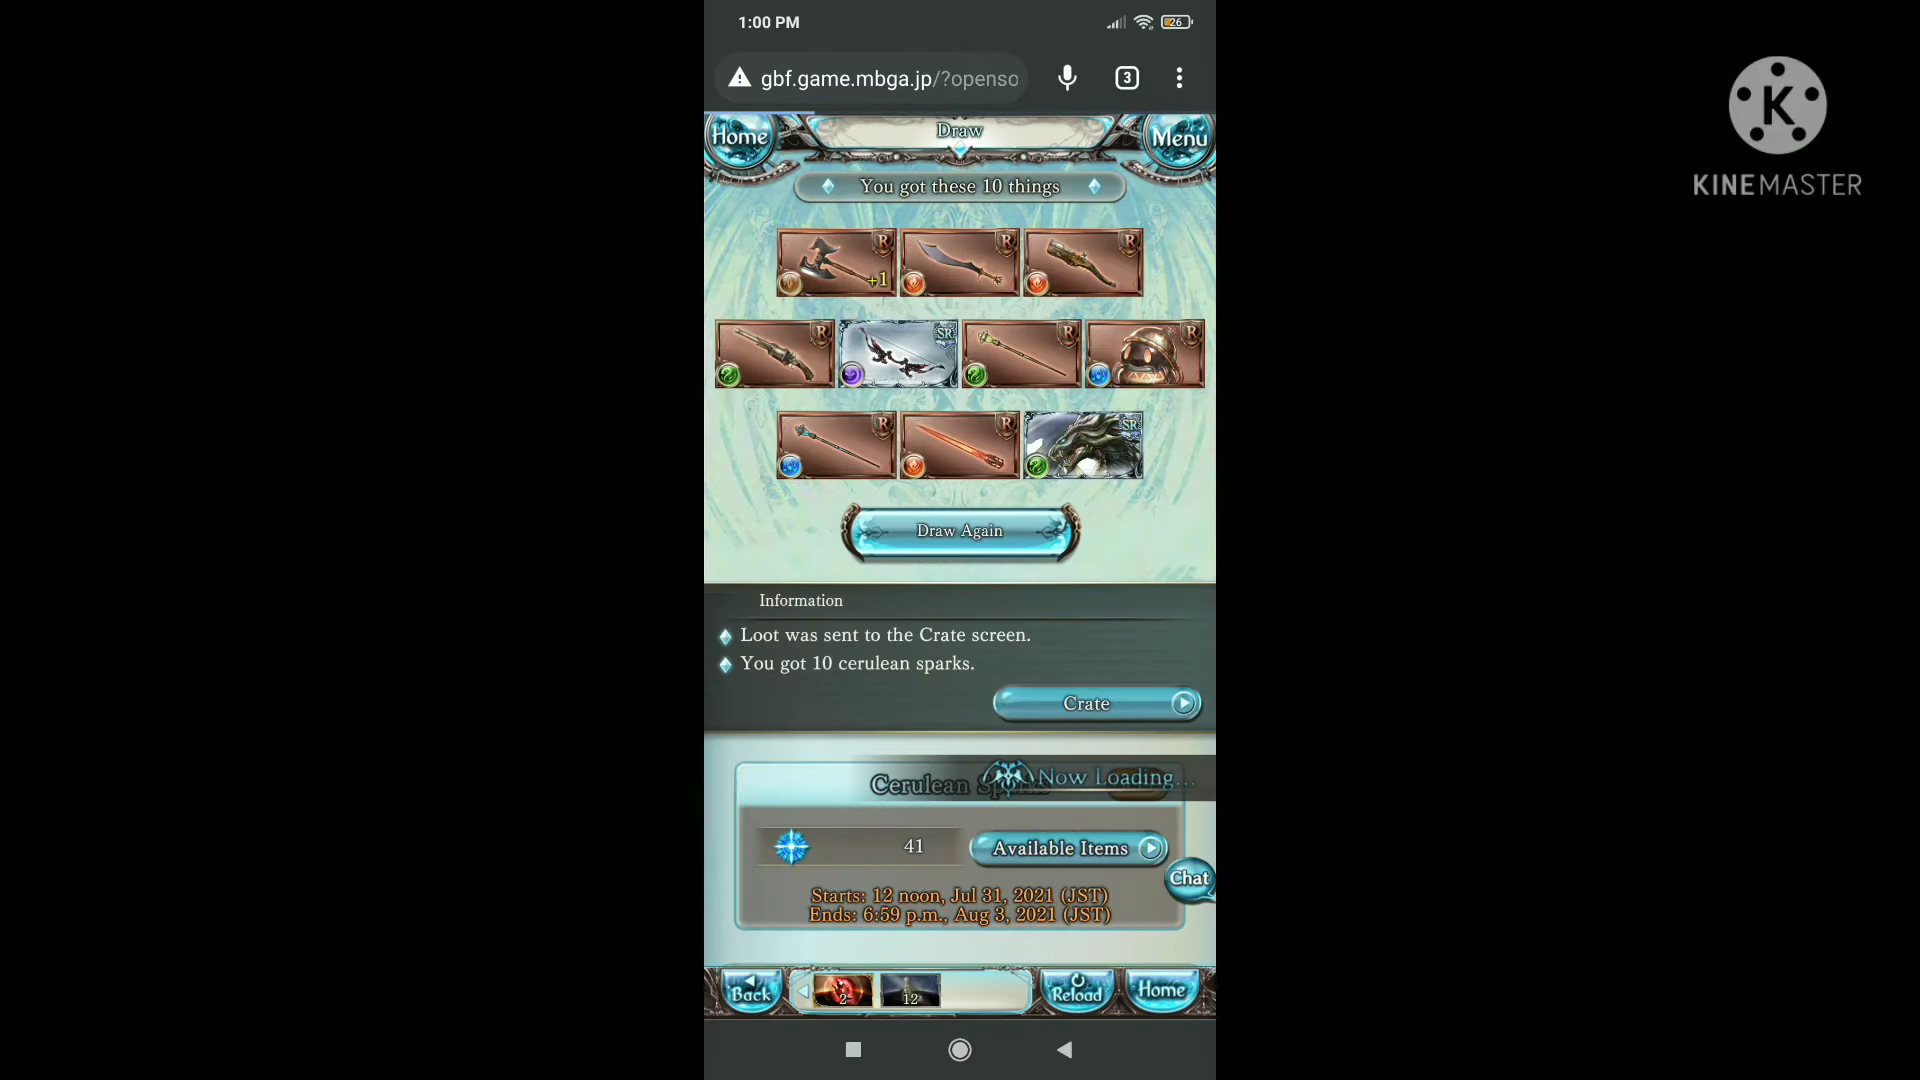 1:00 PM
26
gbf.game.mbga.jp/?openso
3
K
KINEMASTER
Home
Draw
Menu
You got these 10 things
R
+1
R
R
R
SR
R
R
R
R
SR
Draw Again
Information
Loot was sent to the Crate screen.
You got 10 cerulean sparks.
Crate
Cerulean Sparks
Now Loading...
41
Available Items
Chat
Starts: 12 noon, Jul 31, 2021 (JST)
Ends: 6:59 p.m., Aug 3, 2021 (JST)
Back
2
12
Reload
Home